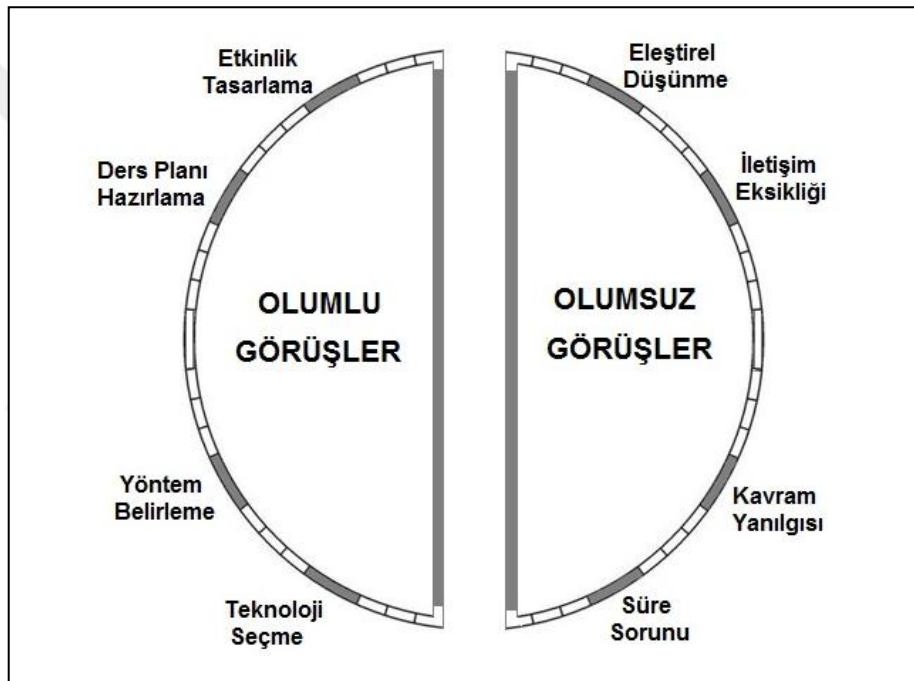 Etkinlik
Tasarlama
Ders Planı
Hazırlama
OLUMLU
GÖRÜŞLER
Yöntem
Belirleme
Teknoloji
Seçme
Eleştirel
Düşünme
İletişim
Eksikliği
OLUMSUZ
GÖRÜŞLER
Kavram
Yanılgısı
Süre
Sorunu